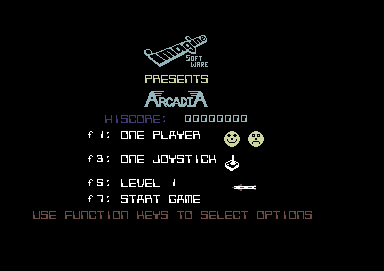 imagine
SOFT
WARE
PRESENTS
ARCADIA
HISCORE: 00000000
f1: ONE PLAYER
f3: ONE JOYSTICK
f5: LEVEL 1
f7: START GAME
USE FUNCTION KEYS TO SELECT OPTIONS